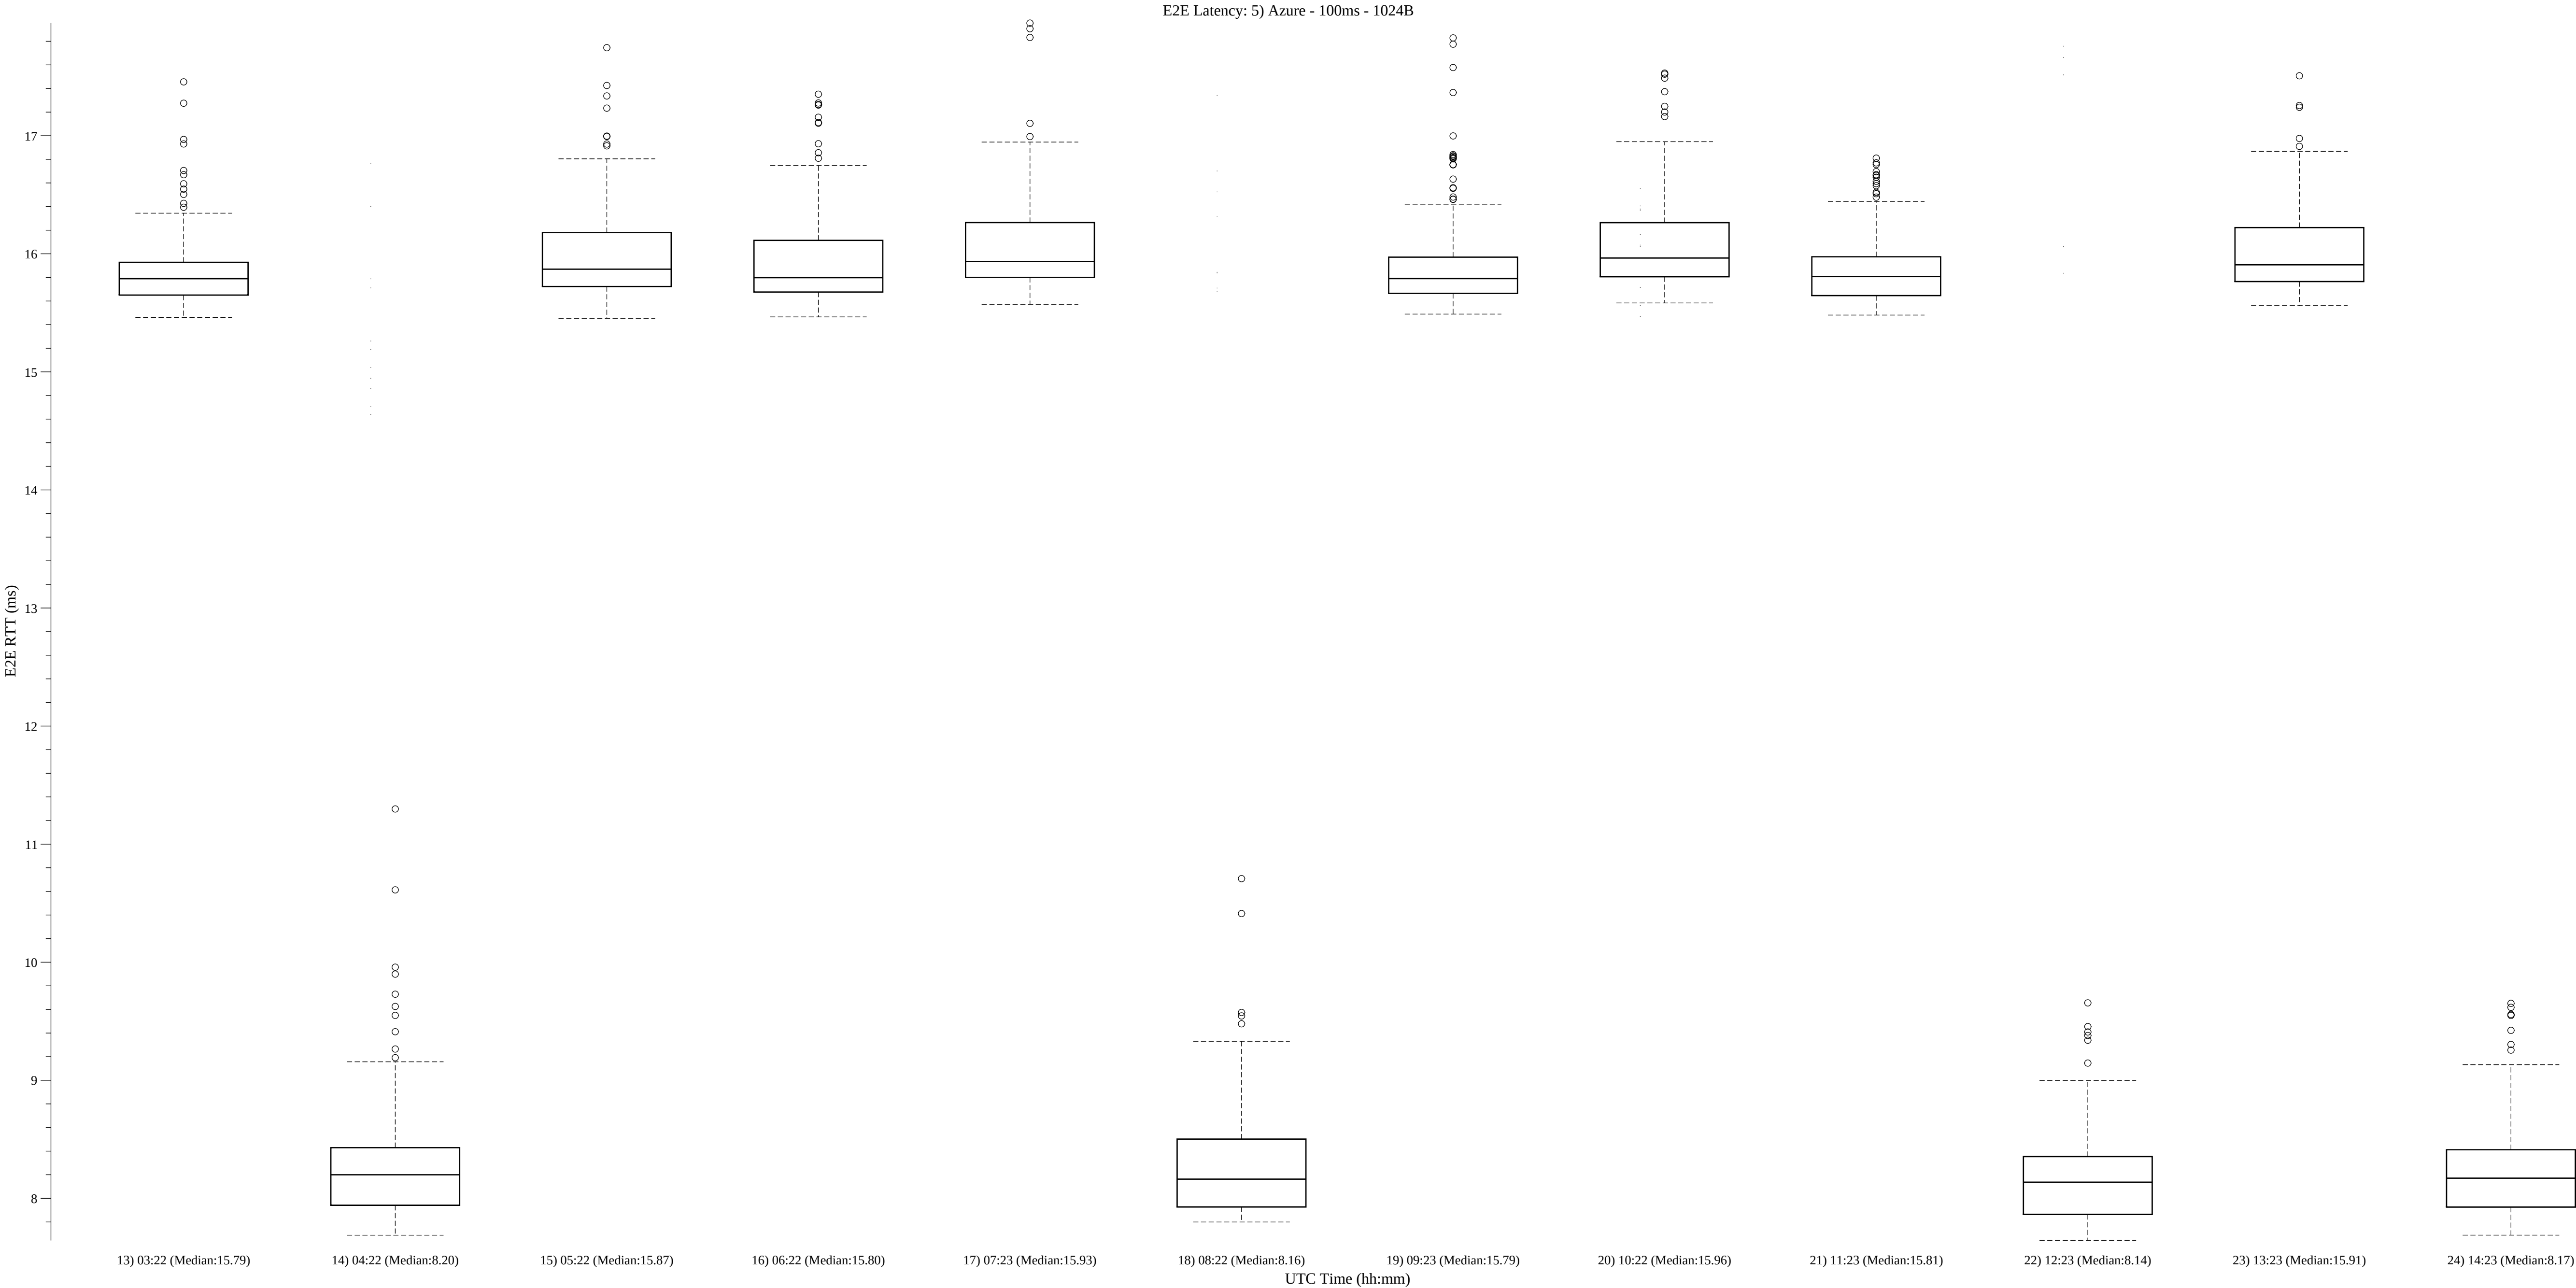 E2E Latency: 5) Azure - 100ms - 1024B
E2E RTT (ms)
17
16
15
14
13
12
11
10
9
8
13) 03:22 (Median:15.79)
14) 04:22 (Median:8.20)
15) 05:22 (Median:15.87)
16) 06:22 (Median:15.80)
17) 07:23 (Median:15.93)
18) 08:22 (Median:8.16)
19) 09:23 (Median:15.79)
20) 10:22 (Median:15.96)
21) 11:23 (Median:15.81)
22) 12:23 (Median:8.14)
23) 13:23 (Median:15.91)
24) 14:23 (Median:8.17)
UTC Time (hh:mm)